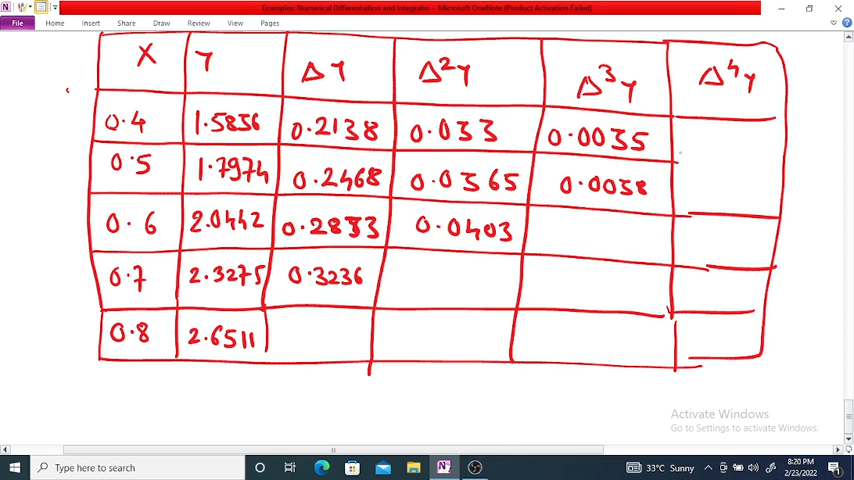 Examples: Numerical Differentiation and Integratin - Microsoft OneNote (Product Activation Failed)
File Home Insert Draw Review View Pages
X Y ΔY Δ²Y Δ³Y Δ⁴Y
0.4 1.5836 0.2138 0.033 0.0035
0.5 1.7974 0.2468 0.0365 0.0038
0.6 2.0442 0.2833 0.0403
0.7 2.3275 0.3236
0.8 2.6511
Activate Windows
Go to Settings to activate Windows.
Type here to search 33°C Sunny 8:20 PM
2/23/2022